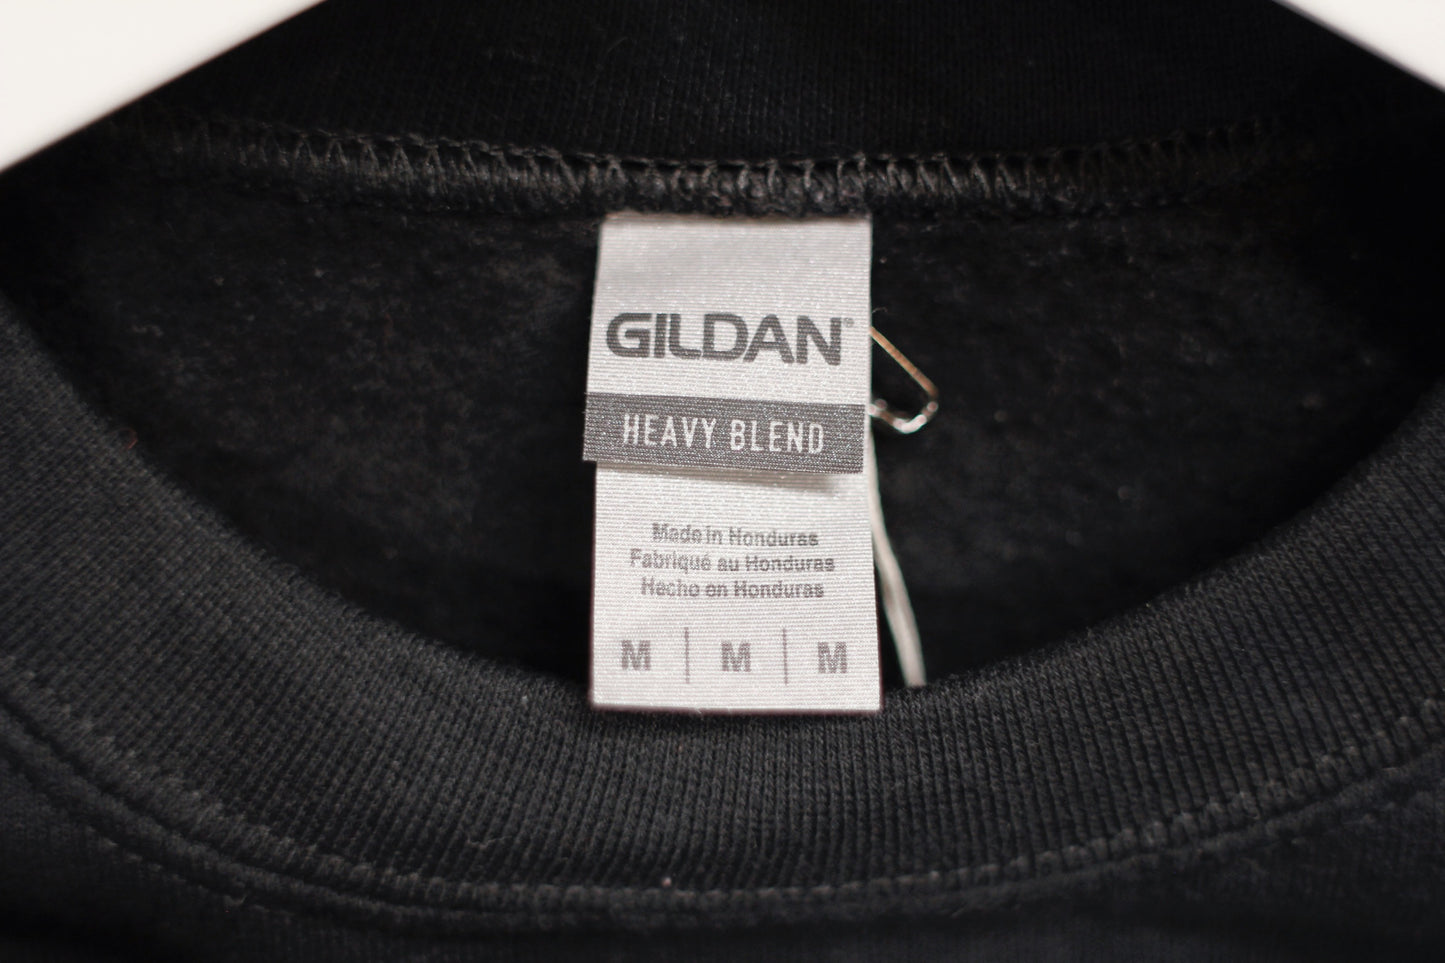 GILDAN®
HEAVY BLEND
Made in Honduras
Fabriqué au Honduras
Hecho en Honduras
M | M | M